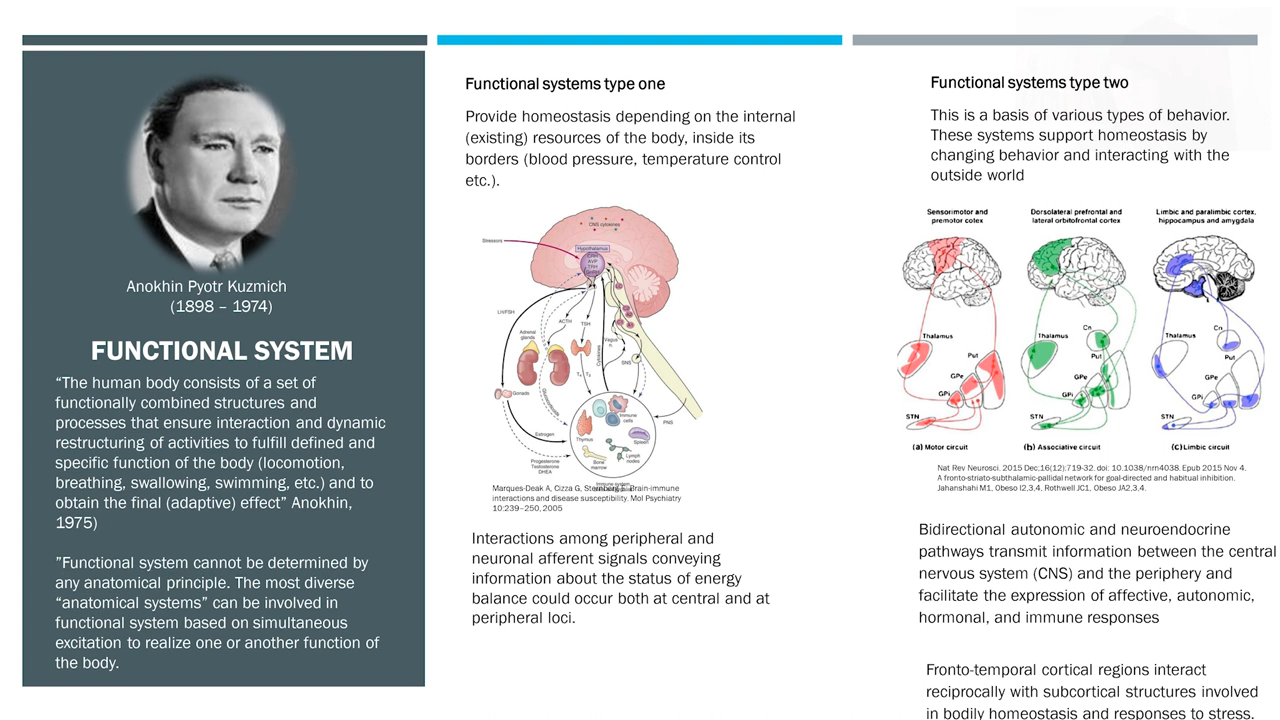 Anokhin Pyotr Kuzmich
(1898 – 1974)
FUNCTIONAL SYSTEM
“The human body consists of a set of
functionally combined structures and
processes that ensure interaction and dynamic
restructuring of activities to fulfill defined and
specific function of the body (locomotion,
breathing, swallowing, swimming, etc.) and to
obtain the final (adaptive) effect” Anokhin,
1975)
”Functional system cannot be determined by
any anatomical principle. The most diverse
“anatomical systems” can be involved in
functional system based on simultaneous
excitation to realize one or another function of
the body.
Functional systems type one
Provide homeostasis depending on the internal
(existing) resources of the body, inside its
borders (blood pressure, temperature control
etc.).
CNS cytokines
Stressors
Hypothalamus
CRH
AVP
TRH
LH/FSH
ACTH
TSH
Adrenal
glands
Vagus
n.
Cytokines
SNS
T₄ T₃
Gonads
Immune
cells
PNS
Estrogen
Thymus
Spleen
Lymph
nodes
Bone
marrow
Progesterone
Testosterone
DHEA
Immune system
Marques-Deak A, Cizza G, Sternberg E. Brain-immune
interactions and disease susceptibility. Mol Psychiatry
10:239–250, 2005
Interactions among peripheral and
neuronal afferent signals conveying
information about the status of energy
balance could occur both at central and at
peripheral loci.
Functional systems type two
This is a basis of various types of behavior.
These systems support homeostasis by
changing behavior and interacting with the
outside world
Sensorimotor and
premotor cotex
Dorsolateral prefrontal and
lateral orbitofrontal cortex
Limbic and paralimbic cortex,
hippocampus and amygdala
Thalamus
Put
GPe
GPi
STN
(a) Motor circuit
Thalamus
Cn
Put
GPe
GPi
STN
(b) Associative circuit
Thalamus
Cn
Put
GPe
GPi
STN
(c) Limbic circuit
Nat Rev Neurosci. 2015 Dec;16(12):719-32. doi: 10.1038/nrn4038. Epub 2015 Nov 4.
A fronto-striato-subthalamic-pallidal network for goal-directed and habitual inhibition.
Jahanshahi M1, Obeso I2,3,4, Rothwell JC1, Obeso JA2,3,4.
Bidirectional autonomic and neuroendocrine
pathways transmit information between the central
nervous system (CNS) and the periphery and
facilitate the expression of affective, autonomic,
hormonal, and immune responses
Fronto-temporal cortical regions interact
reciprocally with subcortical structures involved
in bodily homeostasis and responses to stress.